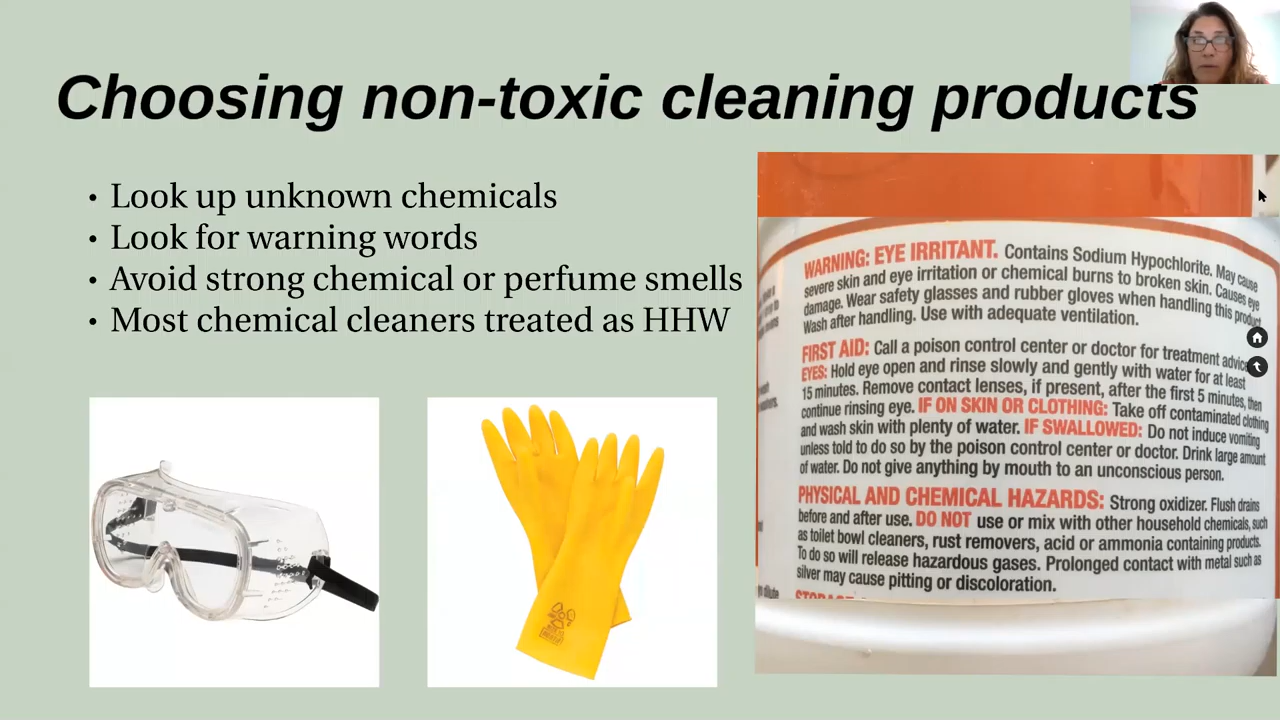 Choosing non-toxic cleaning products
• Look up unknown chemicals
• Look for warning words
• Avoid strong chemical or perfume smells
• Most chemical cleaners treated as HHW
WARNING: EYE IRRITANT. Contains Sodium Hypochlorite. May cause
severe skin and eye irritation or chemical burns to broken skin. Causes eye
damage. Wear safety glasses and rubber gloves when handling this product.
Wash after handling. Use with adequate ventilation.
FIRST AID: Call a poison control center or doctor for treatment advice
EYES: Hold eye open and rinse slowly and gently with water for at least
15 minutes. Remove contact lenses, if present, after the first 5 minutes, then
continue rinsing eye. IF ON SKIN OR CLOTHING: Take off contaminated clothing
and wash skin with plenty of water. IF SWALLOWED: Do not induce vomiting
unless told to do so by the poison control center or doctor. Drink large amount
of water. Do not give anything by mouth to an unconscious person.
PHYSICAL AND CHEMICAL HAZARDS: Strong oxidizer. Flush drains
before and after use. DO NOT use or mix with other household chemicals, such
as toilet bowl cleaners, rust removers, acid or ammonia containing products.
To do so will release hazardous gases. Prolonged contact with metal such as
silver may cause pitting or discoloration.